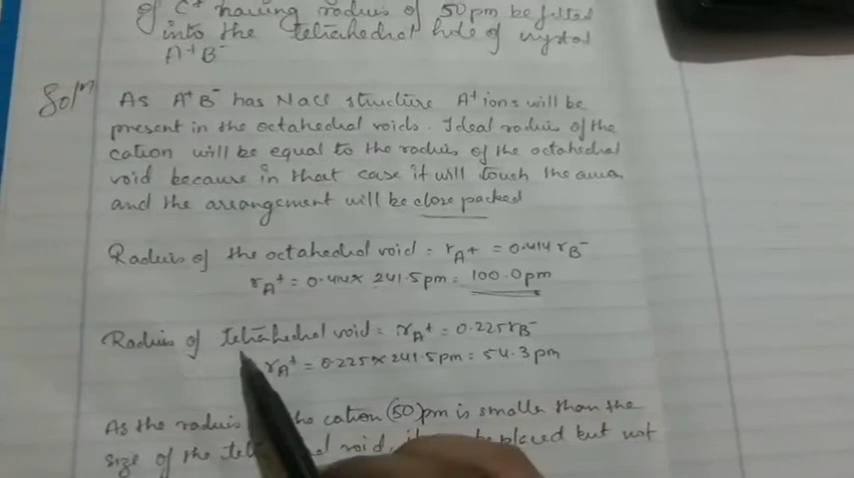 of C+ having radius of 50pm be fitted
into the tetrahedral hole of crystal
A+B-
Soln As A+B- has NaCl structure A+ions will be
present in the octahedral voids. Ideal radius of the
cation will be equal to the radius of the octahedral
void because in that case it will touch the
and the arrangement will be close packed
Radius of the octahedral void = rA+ = 0.414 rB-
rA+ = 0.414 × 241.5pm = 100.0pm
Radius of tetrahedral void = rA+ = 0.225rB-
rA+ = 0.225 × 241.5pm = 54.3pm
As the radius the cation (50)pm is smaller than the
size of the void, placed but not